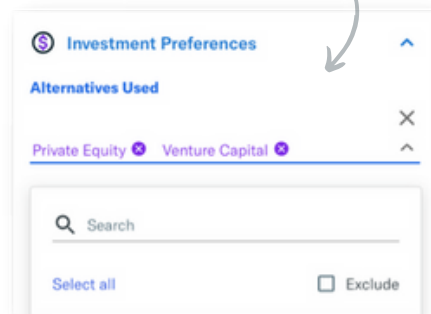 Investment Preferences
Alternatives Used
Private Equity Venture Capital
Search
Select all Exclude